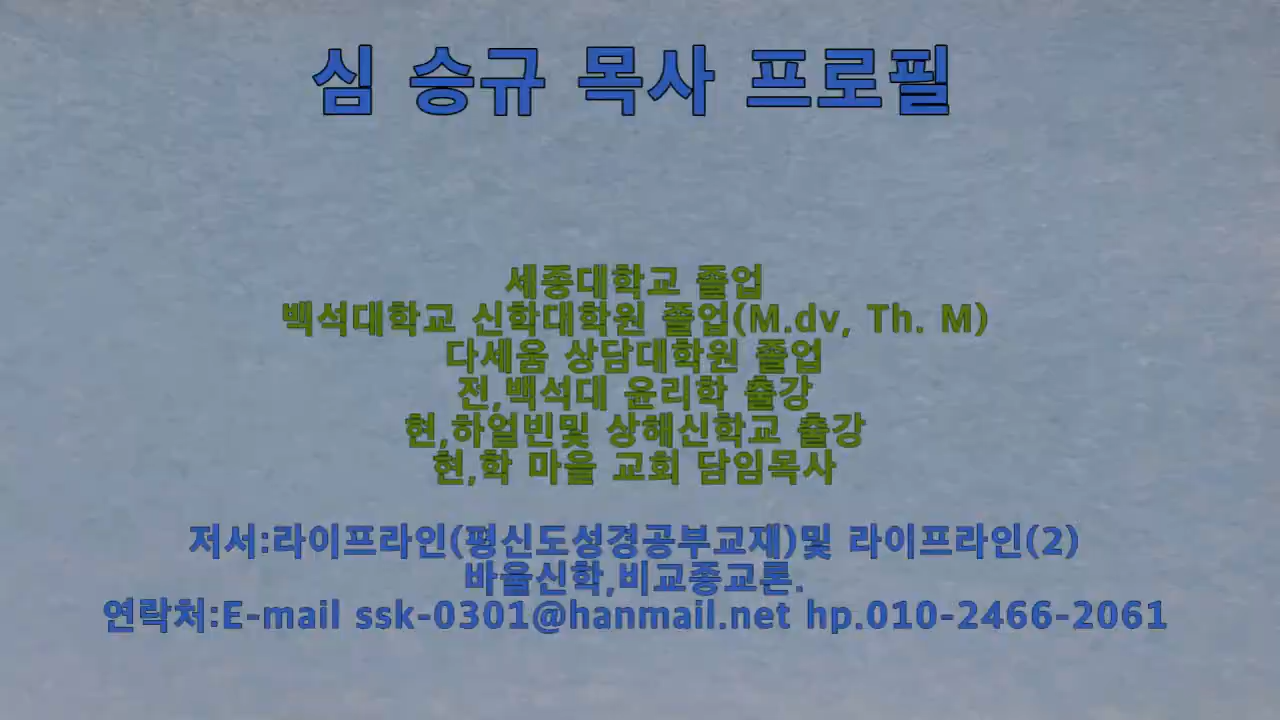 심 승규 목사 프로필
세종대학교 졸업
백석대학교 신학대학원 졸업(M.dv, Th. M)
다세움 상담대학원 졸업
전,백석대 윤리학 출강
현,하얼빈및 상해신학교 출강
현,학 마을 교회 담임목사
저서:라이프라인(평신도성경공부교재)및 라이프라인(2)
바울신학,비교종교론.
연락처:E-mail ssk-0301@hanmail.net hp.010-2466-2061